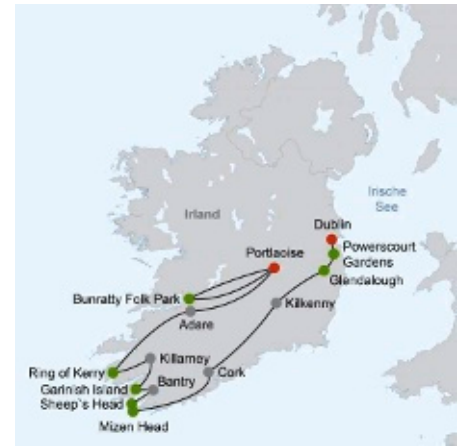 Irische
See
Irland
Dublin
Powerscourt
Gardens
Portlaoise
Glendalough
Bunratty Folk Park
Kilkenny
Adare
Killarney
Ring of Kerry
Cork
Garinish Island
Bantry
Sheep`s Head
Mizen Head